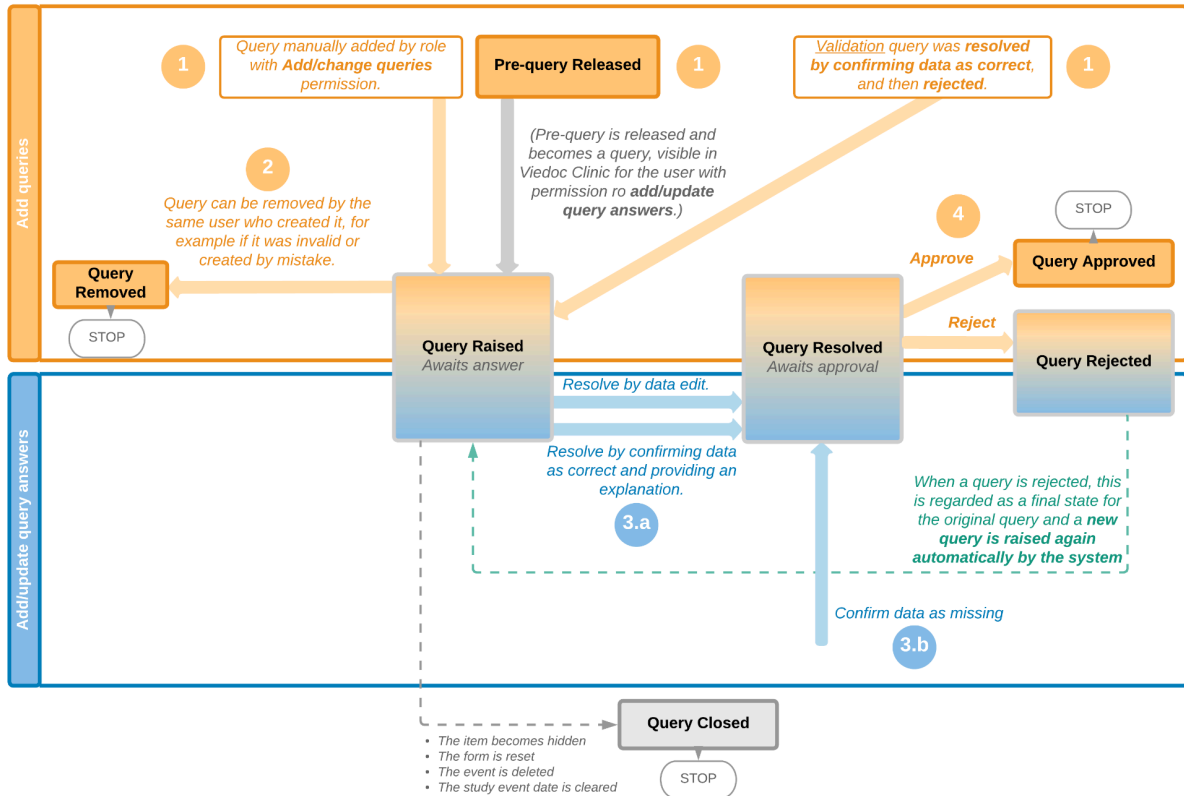 Add queries
1
Query manually added by role
with Add/change queries
permission.
Pre-query Released
1
Validation query was resolved
by confirming data as correct,
and then rejected.
1
(Pre-query is released and
becomes a query, visible in
Viedoc Clinic for the user with
permission ro add/update
query answers.)
2
Query can be removed by the
same user who created it, for
example if it was invalid or
created by mistake.
Query
Removed
STOP
4
STOP
Approve
Query Approved
Reject
Query Rejected
Query Raised
Awaits answer
Query Resolved
Awaits approval
Add/update query answers
Resolve by data edit.
Resolve by confirming data
as correct and providing an
explanation.
3.a
When a query is rejected, this
is regarded as a final state for
the original query and a new
query is raised again
automatically by the system
Confirm data as missing
3.b
Query Closed
STOP
• The item becomes hidden
• The form is reset
• The event is deleted
• The study event date is cleared